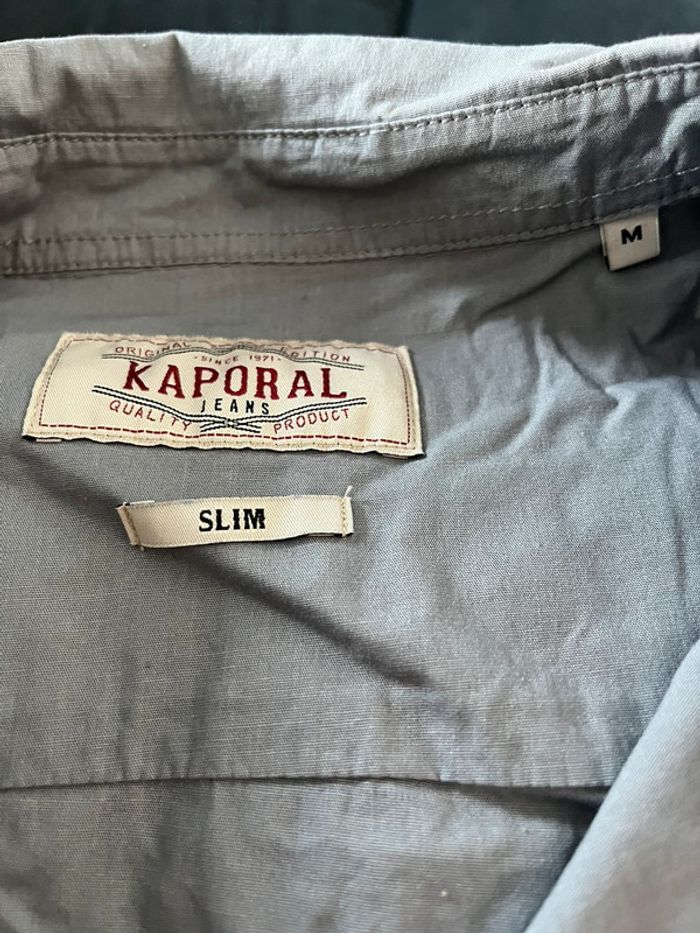 M
ORIGINAL EDITION
· SINCE 1971 ·
KAPORAL
JEANS
QUALITY PRODUCT
SLIM